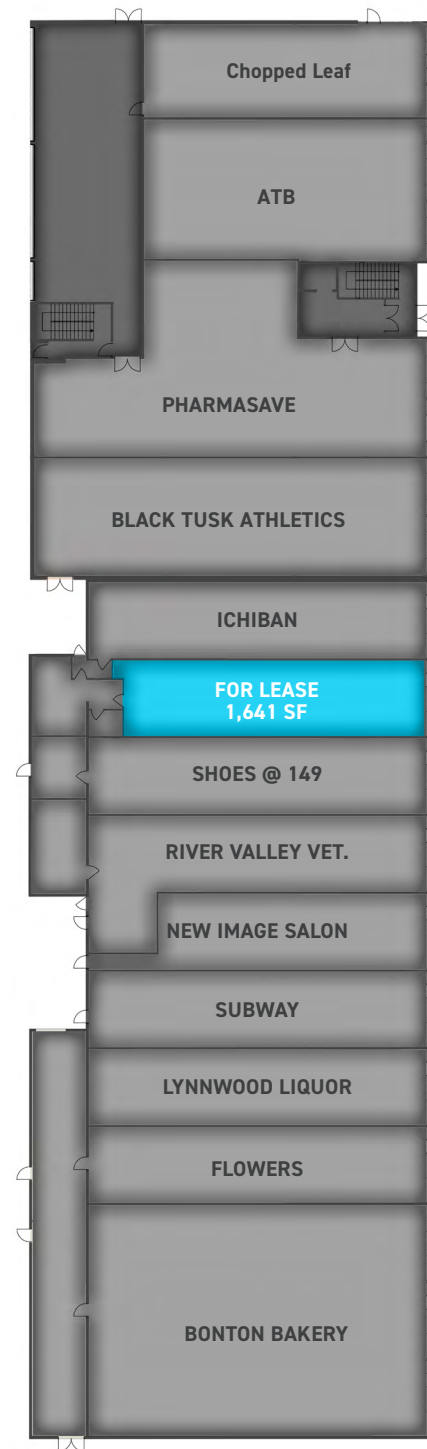 Chopped Leaf
ATB
PHARMASAVE
BLACK TUSK ATHLETICS
ICHIBAN
FOR LEASE
1,641 SF
SHOES @ 149
RIVER VALLEY VET.
NEW IMAGE SALON
SUBWAY
LYNNWOOD LIQUOR
FLOWERS
BONTON BAKERY